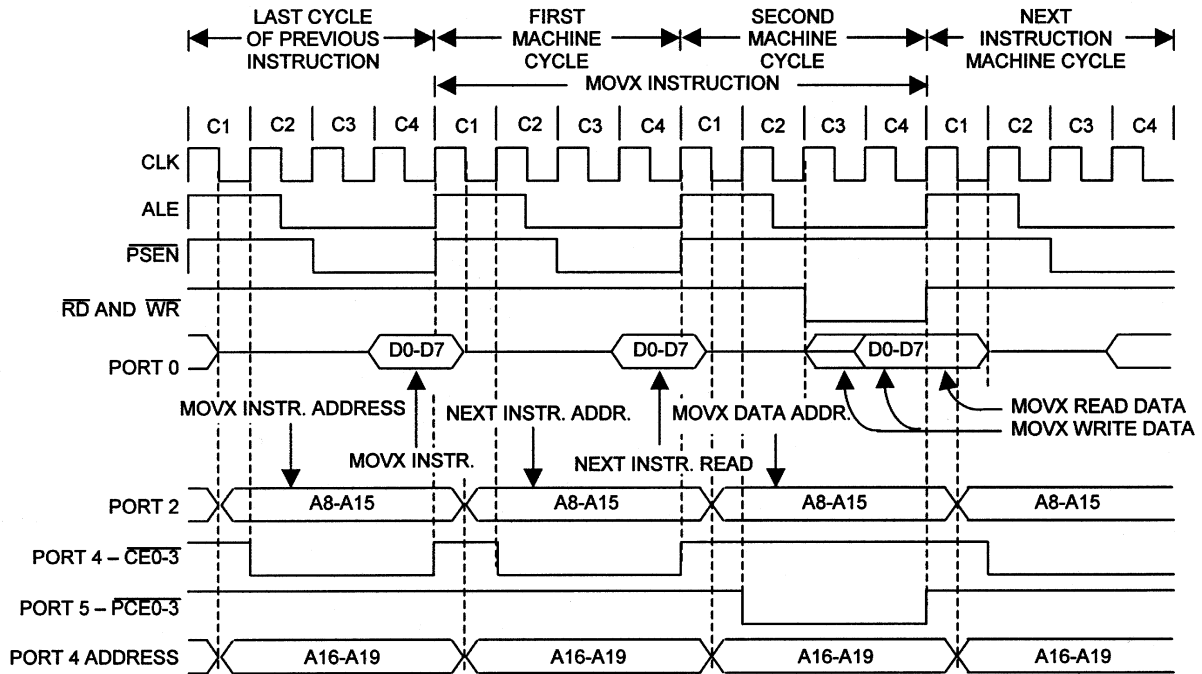 LAST CYCLE
OF PREVIOUS
INSTRUCTION
FIRST
MACHINE
CYCLE
SECOND
MACHINE
CYCLE
NEXT
INSTRUCTION
MACHINE CYCLE
MOVX INSTRUCTION
C1 C2 C3 C4 C1 C2 C3 C4 C1 C2 C3 C4 C1 C2 C3 C4
CLK
ALE
PSEN
RD AND WR
PORT 0
D0-D7 D0-D7 D0-D7
MOVX INSTR. ADDRESS
NEXT INSTR. ADDR.
MOVX DATA ADDR.
MOVX READ DATA
MOVX WRITE DATA
MOVX INSTR.
NEXT INSTR. READ
PORT 2 A8-A15 A8-A15 A8-A15 A8-A15
PORT 4 – CE0-3
PORT 5 – PCE0-3
PORT 4 ADDRESS A16-A19 A16-A19 A16-A19 A16-A19